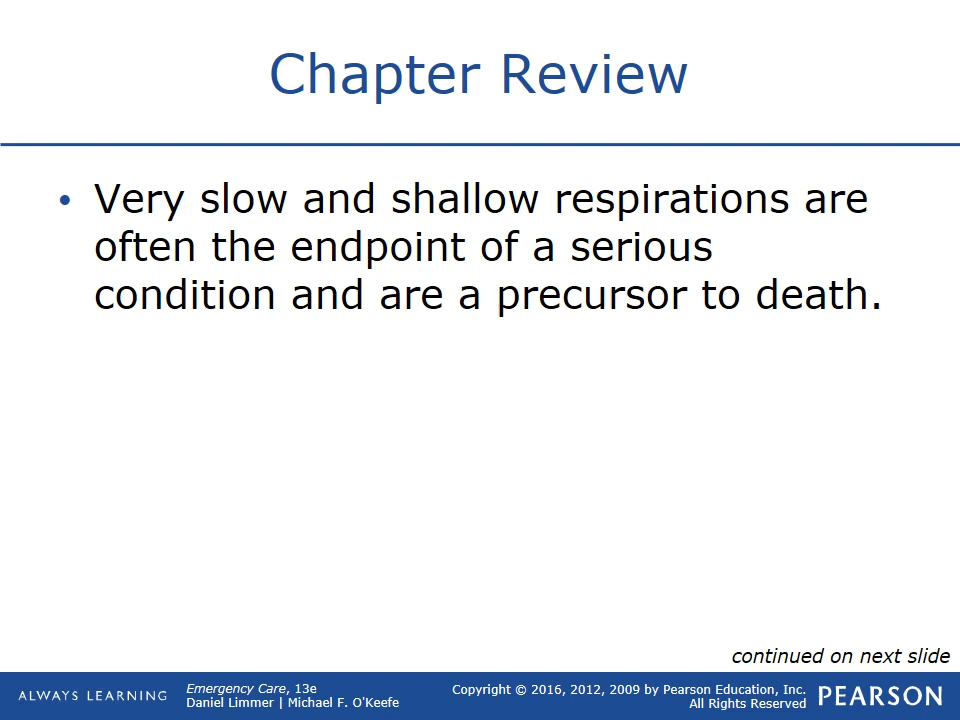 Chapter Review
• Very slow and shallow respirations are
often the endpoint of a serious
condition and are a precursor to death.
continued on next slide
ALWAYS LEARNING
Emergency Care, 13e
Daniel Limmer | Michael F. O'Keefe
Copyright © 2016, 2012, 2009 by Pearson Education, Inc.
All Rights Reserved
PEARSON